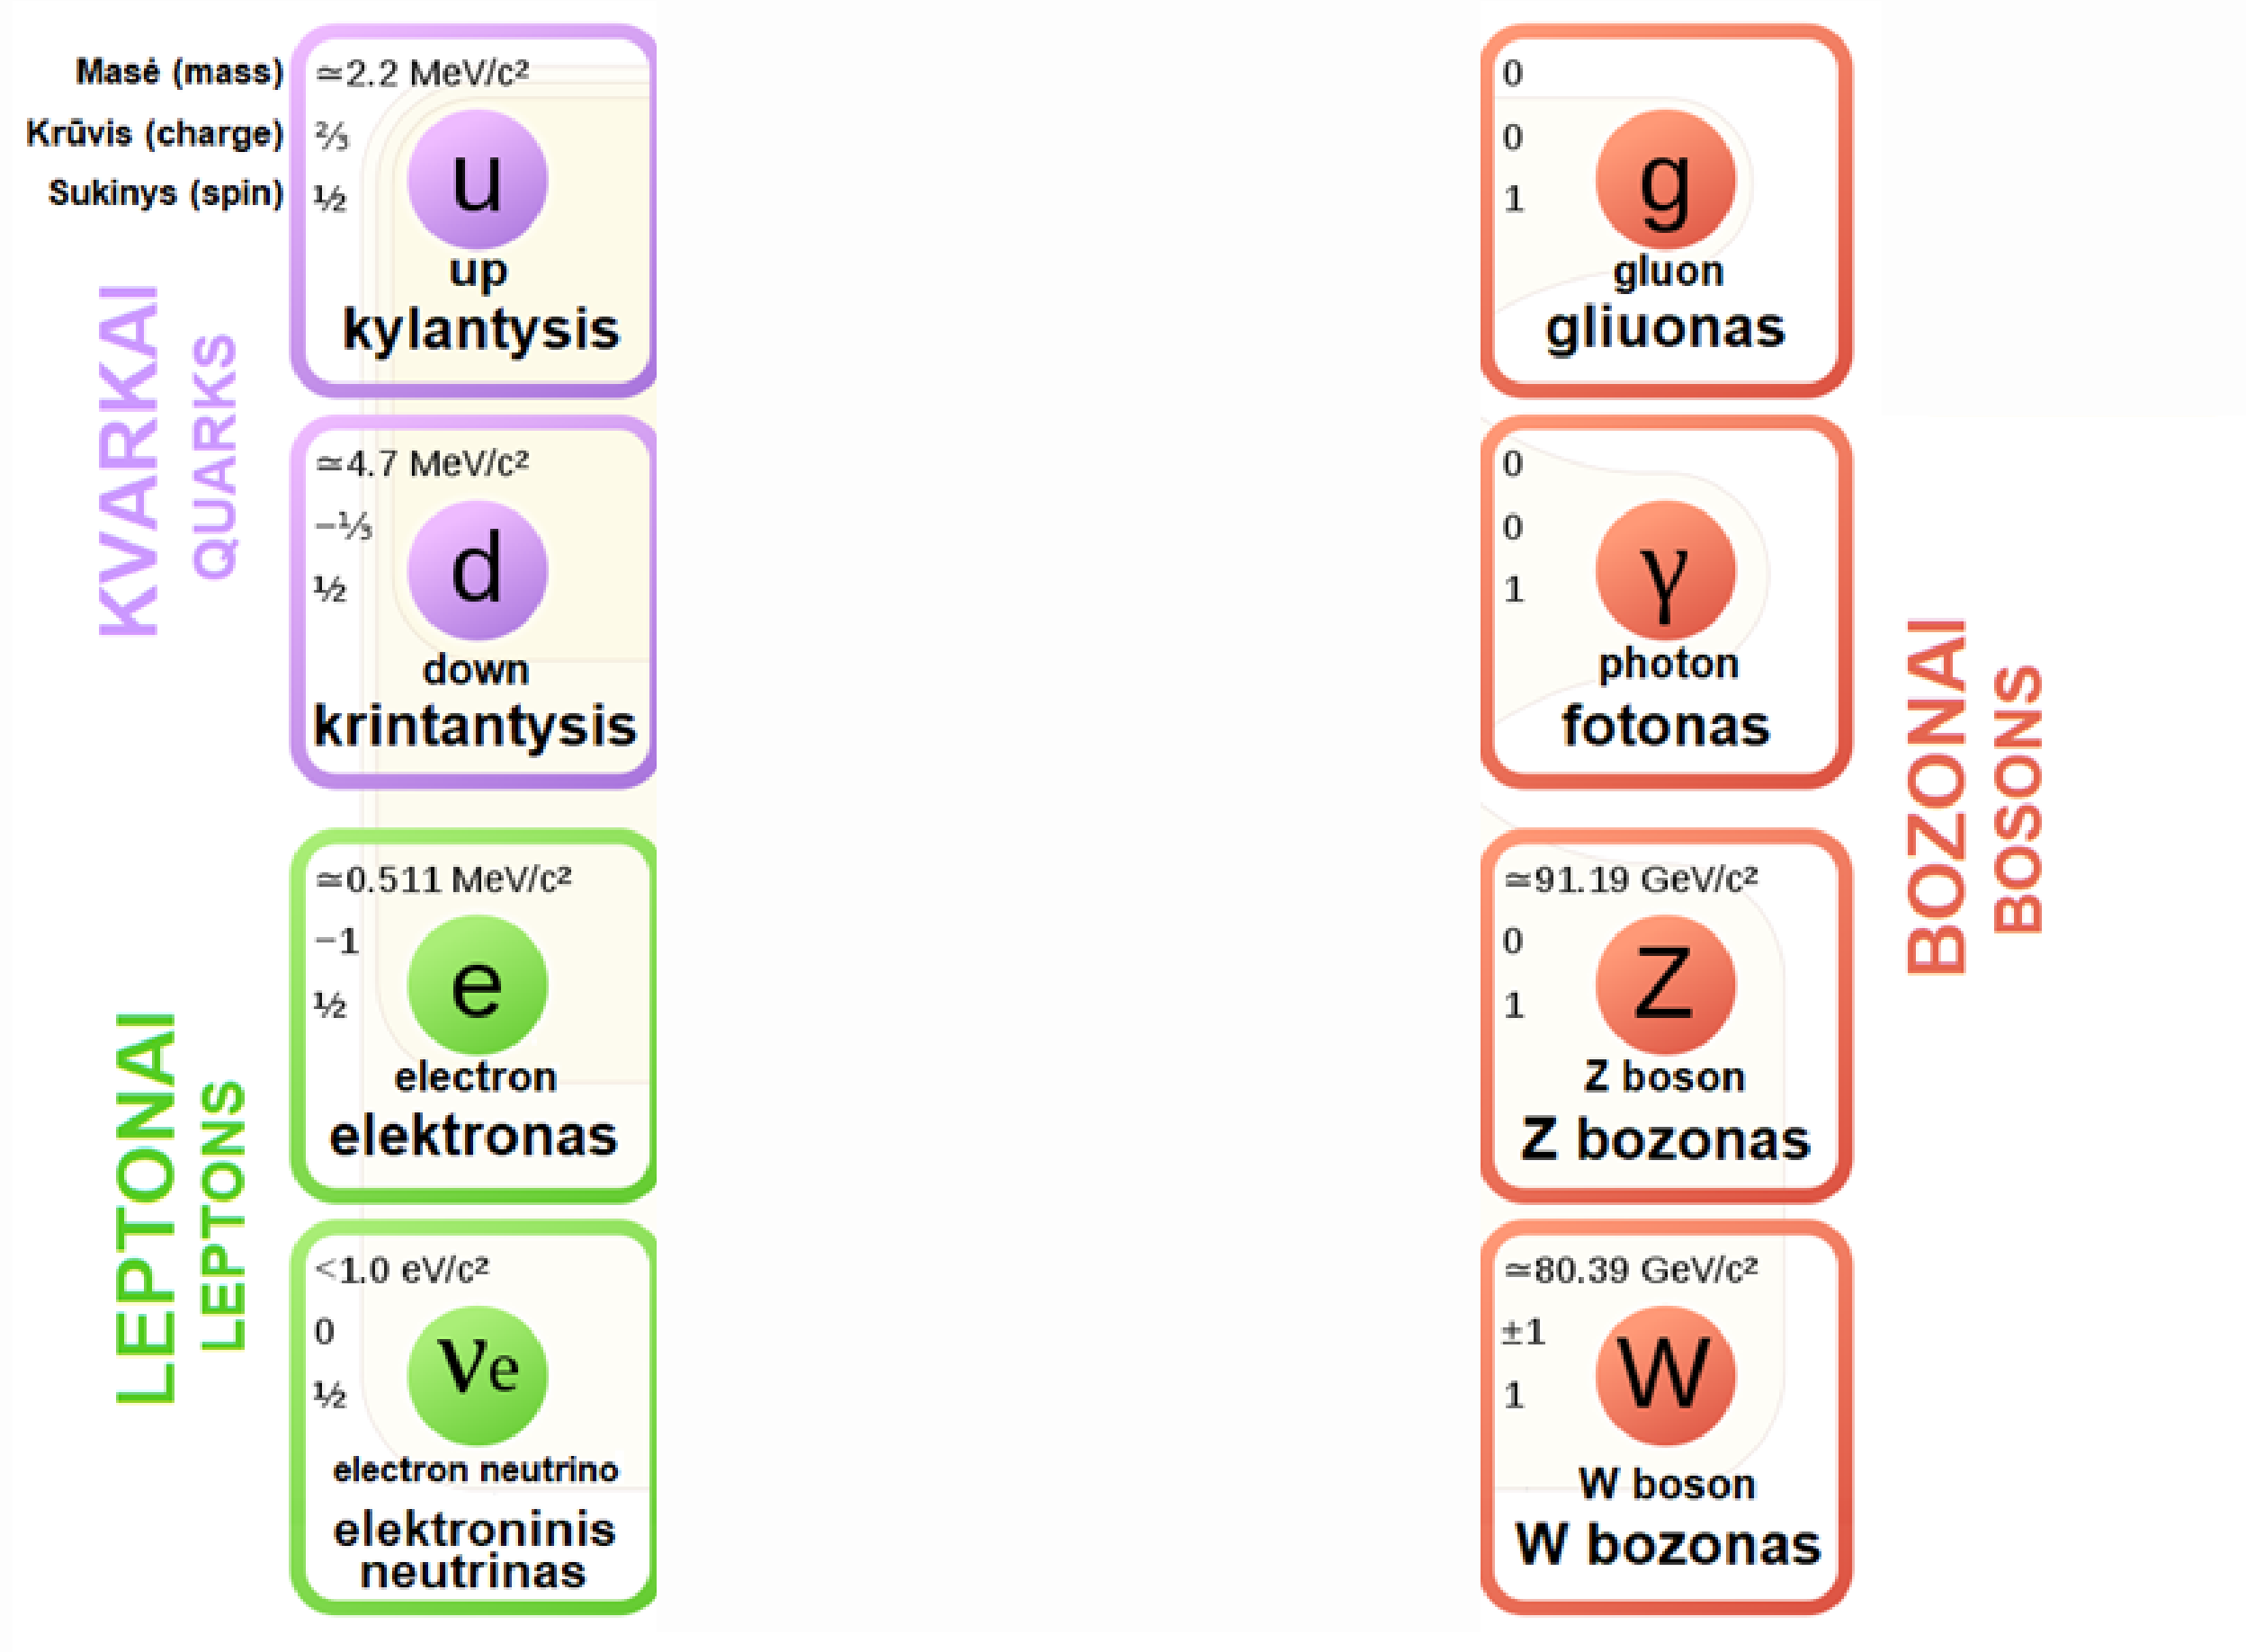 Masė (mass)
Krūvis (charge)
Sukinys (spin)
KVARKAI
QUARKS
≃2.2 MeV/c²
⅔
½
u
up
kylantysis
≃4.7 MeV/c²
−⅓
½
d
down
krintantysis
LEPTONAI
LEPTONS
≃0.511 MeV/c²
−1
½
e
electron
elektronas
<1.0 eV/c²
0
½
νe
electron neutrino
elektroninis
neutrinas
0
0
1
g
gluon
gliuonas
0
0
1
γ
photon
fotonas
≃91.19 GeV/c²
0
1
Z
Z boson
Z bozonas
≃80.39 GeV/c²
±1
1
W
W boson
W bozonas
BOZONAI
BOSONS